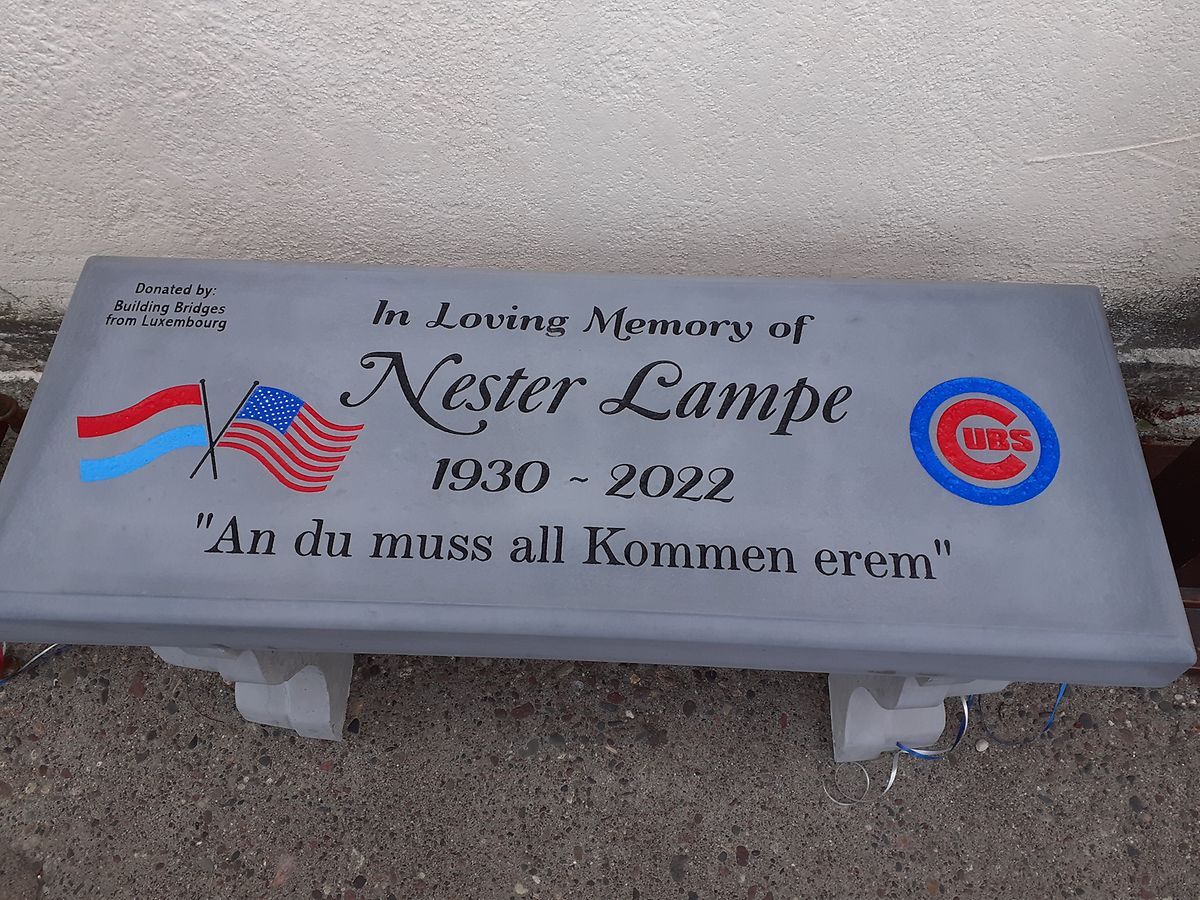 Donated by:
Building Bridges
from Luxembourg
In Loving Memory of
Nester Lampe
1930 ~ 2022
"An du muss all Kommen erem"
CUBS